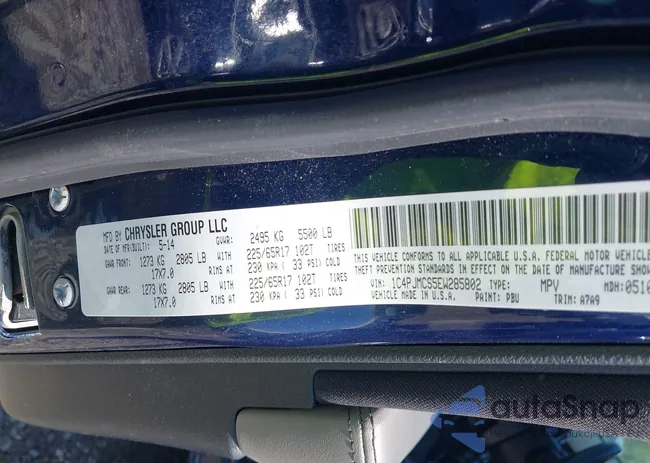 MFD BY CHRYSLER GROUP LLC
DATE OF MFR(BUILT): 5-14 GVWR: 2495 KG 5500 LB
GAWR FRONT: 1273 KG 2805 LB 225/65R17 102T TIRES
17X7.0 RIMS AT 230 KPA ( 33 PSI) COLD
GAWR REAR: 1273 KG 2805 LB 225/65R17 102T TIRES
17X7.0 RIMS AT 230 KPA ( 33 PSI) COLD
THIS VEHICLE CONFORMS TO ALL APPLICABLE U.S.A. FEDERAL MOTOR VEHICLE
THEFT PREVENTION STANDARDS IN EFFECT ON THE DATE OF MANUFACTURE SHOW
VIN: 1C4PJMCS5EW285802 TYPE: MPV MDH: 0510
MADE IN U.S.A. PAINT: PBU TRIM: A7A9
autoSnap